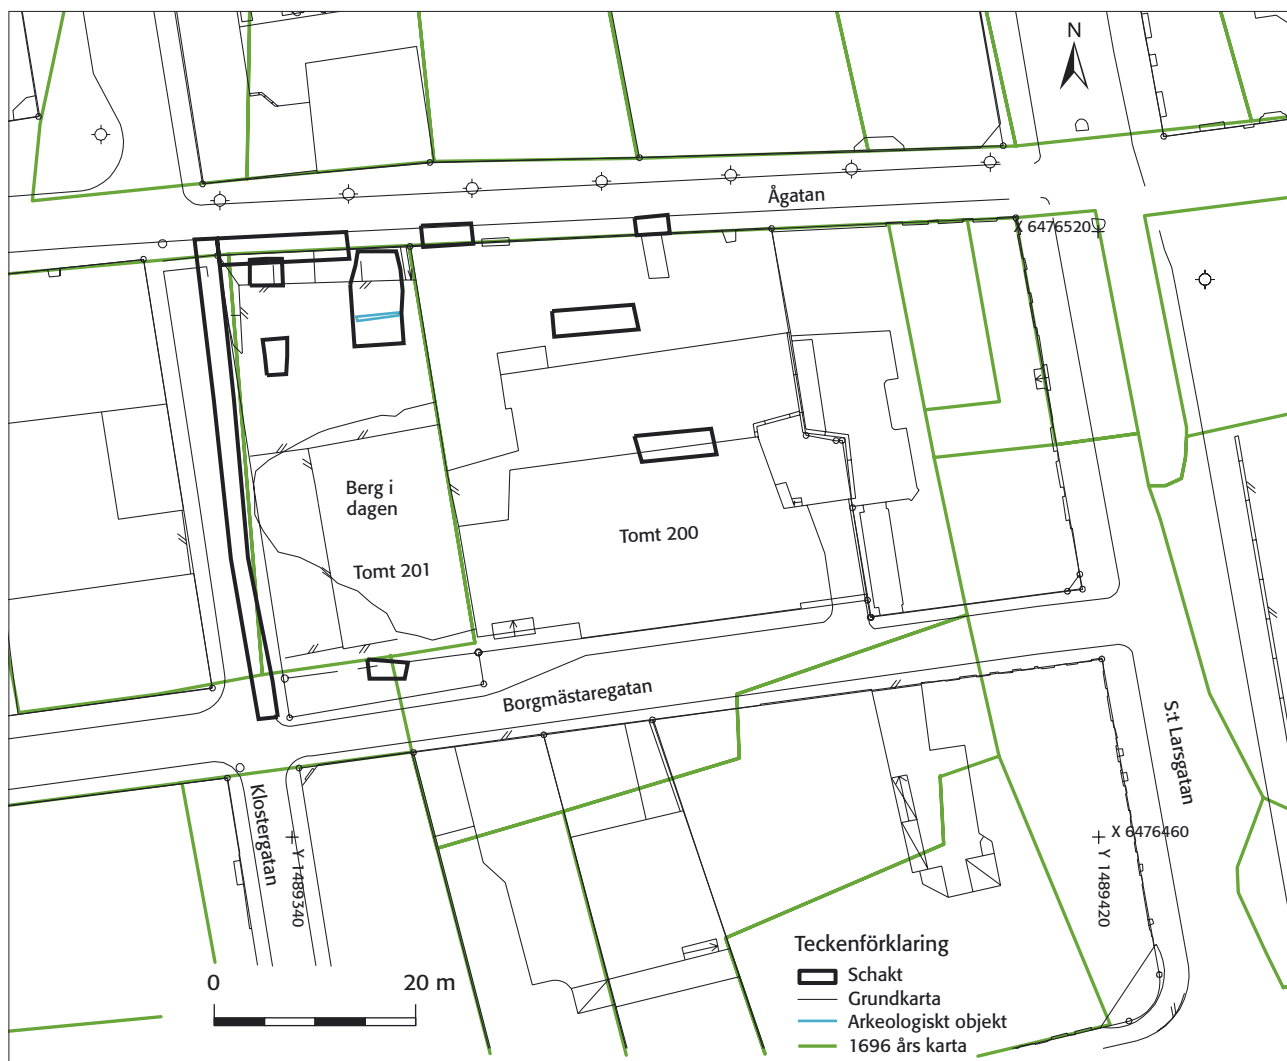 N
Ågatan
X 6476520
Berg i
dagen
Tomt 200
Tomt 201
Borgmästaregatan
S:t Larsgatan
Klostergatan
Y 1489340
X 6476460
Y 1489420
0 20 m
Teckenförklaring
Schakt
Grundkarta
Arkeologiskt objekt
1696 års karta